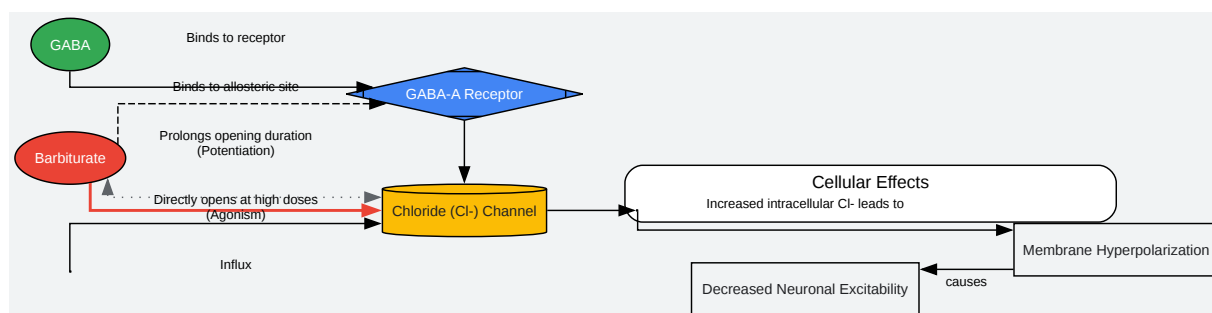 GABA
Binds to receptor
Binds to allosteric site
GABA-A Receptor
Prolongs opening duration
(Potentiation)
Barbiturate
Directly opens at high doses
(Agonism)
Chloride (Cl-) Channel
Influx
Cellular Effects
Increased intracellular Cl- leads to
Membrane Hyperpolarization
causes
Decreased Neuronal Excitability